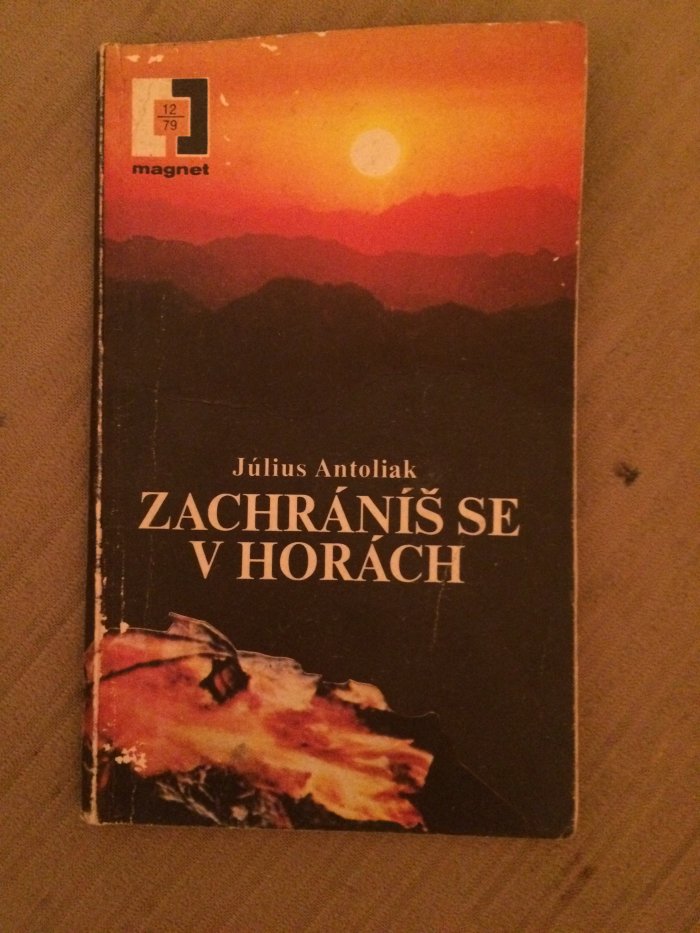 12
79
magnet
Július Antoliak
ZACHRÁNÍŠ SE
V HORÁCH